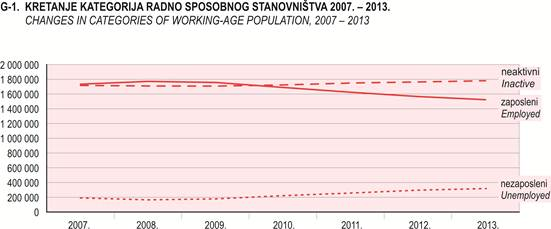 G-1. KRETANJE KATEGORIJA RADNO SPOSOBNOG STANOVNIŠTVA 2007. – 2013.
CHANGES IN CATEGORIES OF WORKING-AGE POPULATION, 2007 – 2013
2 000 000
1 800 000
1 600 000
1 400 000
1 200 000
1 000 000
800 000
600 000
400 000
200 000
0
neaktivni
Inactive
zaposleni
Employed
nezaposleni
Unemployed
2007. 2008. 2009. 2010. 2011. 2012. 2013.